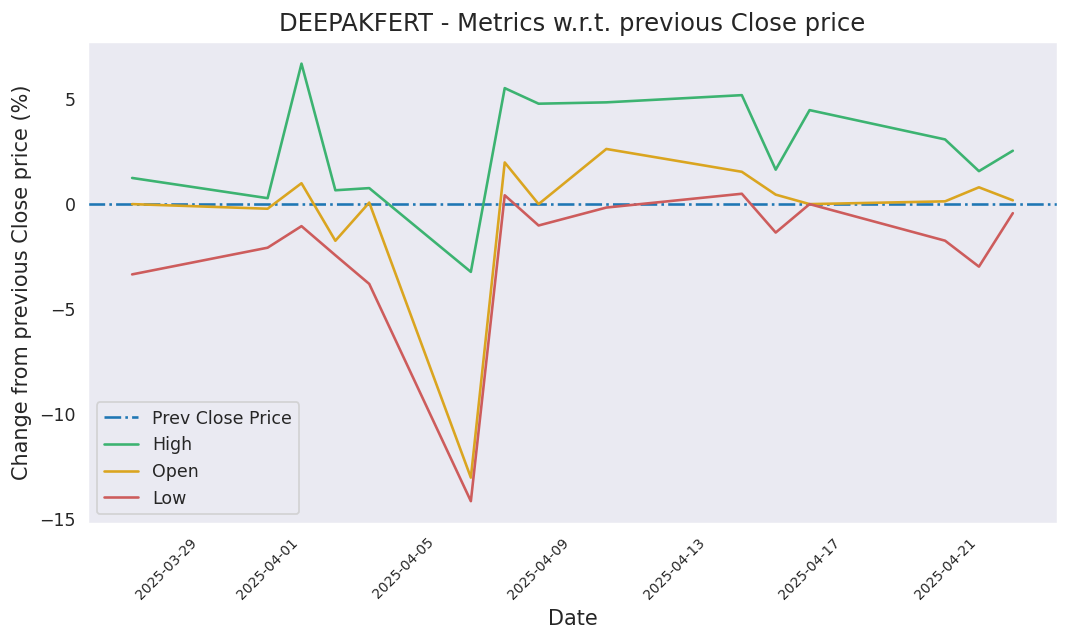 DEEPAKFERT - Metrics w.r.t. previous Close price
Change from previous Close price (%)
5
0
−5
−10
−15
Prev Close Price
High
Open
Low
2025-03-29
2025-04-01
2025-04-05
2025-04-09
2025-04-13
2025-04-17
2025-04-21
Date